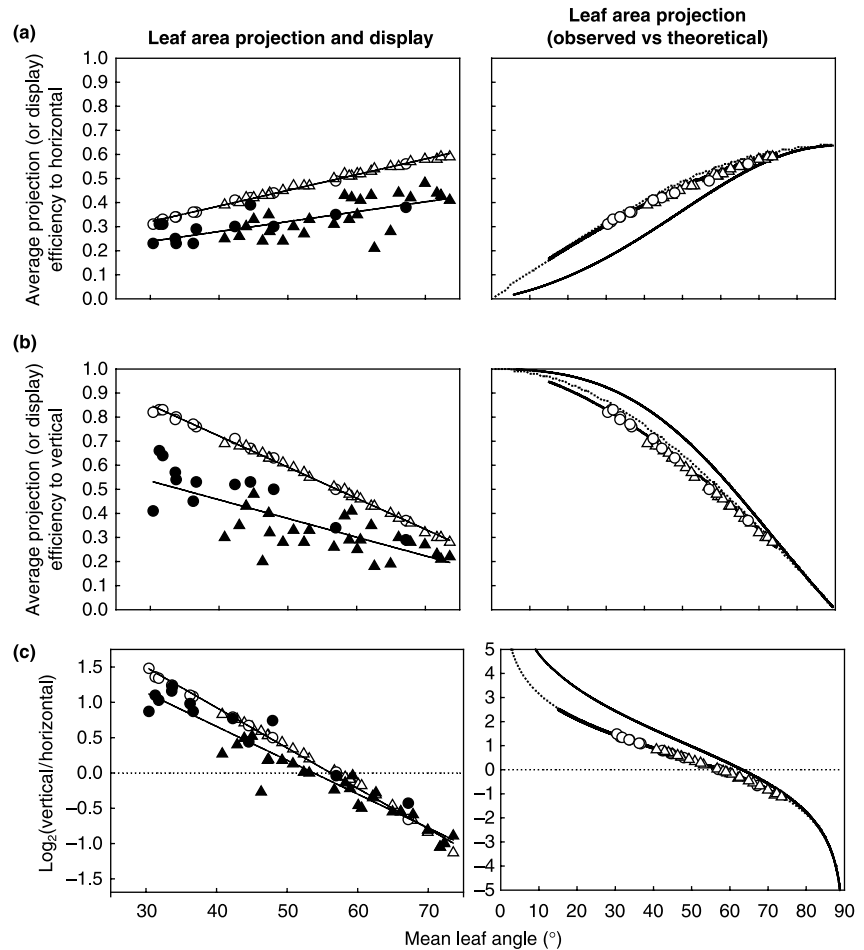 (a)
Leaf area projection and display
Leaf area projection
(observed vs theoretical)
Average projection (or display)
efficiency to horizontal
1.0
0.9
0.8
0.7
0.6
0.5
0.4
0.3
0.2
0.1
0.0
(b)
Average projection (or display)
efficiency to vertical
1.0
0.9
0.8
0.7
0.6
0.5
0.4
0.3
0.2
0.1
0.0
(c)
Log2(vertical/horizontal)
1.5
1.0
0.5
0.0
−0.5
−1.0
−1.5
5
4
3
2
1
0
−1
−2
−3
−4
−5
30 40 50 60 70
0 10 20 30 40 50 60 70 80 90
Mean leaf angle (°)